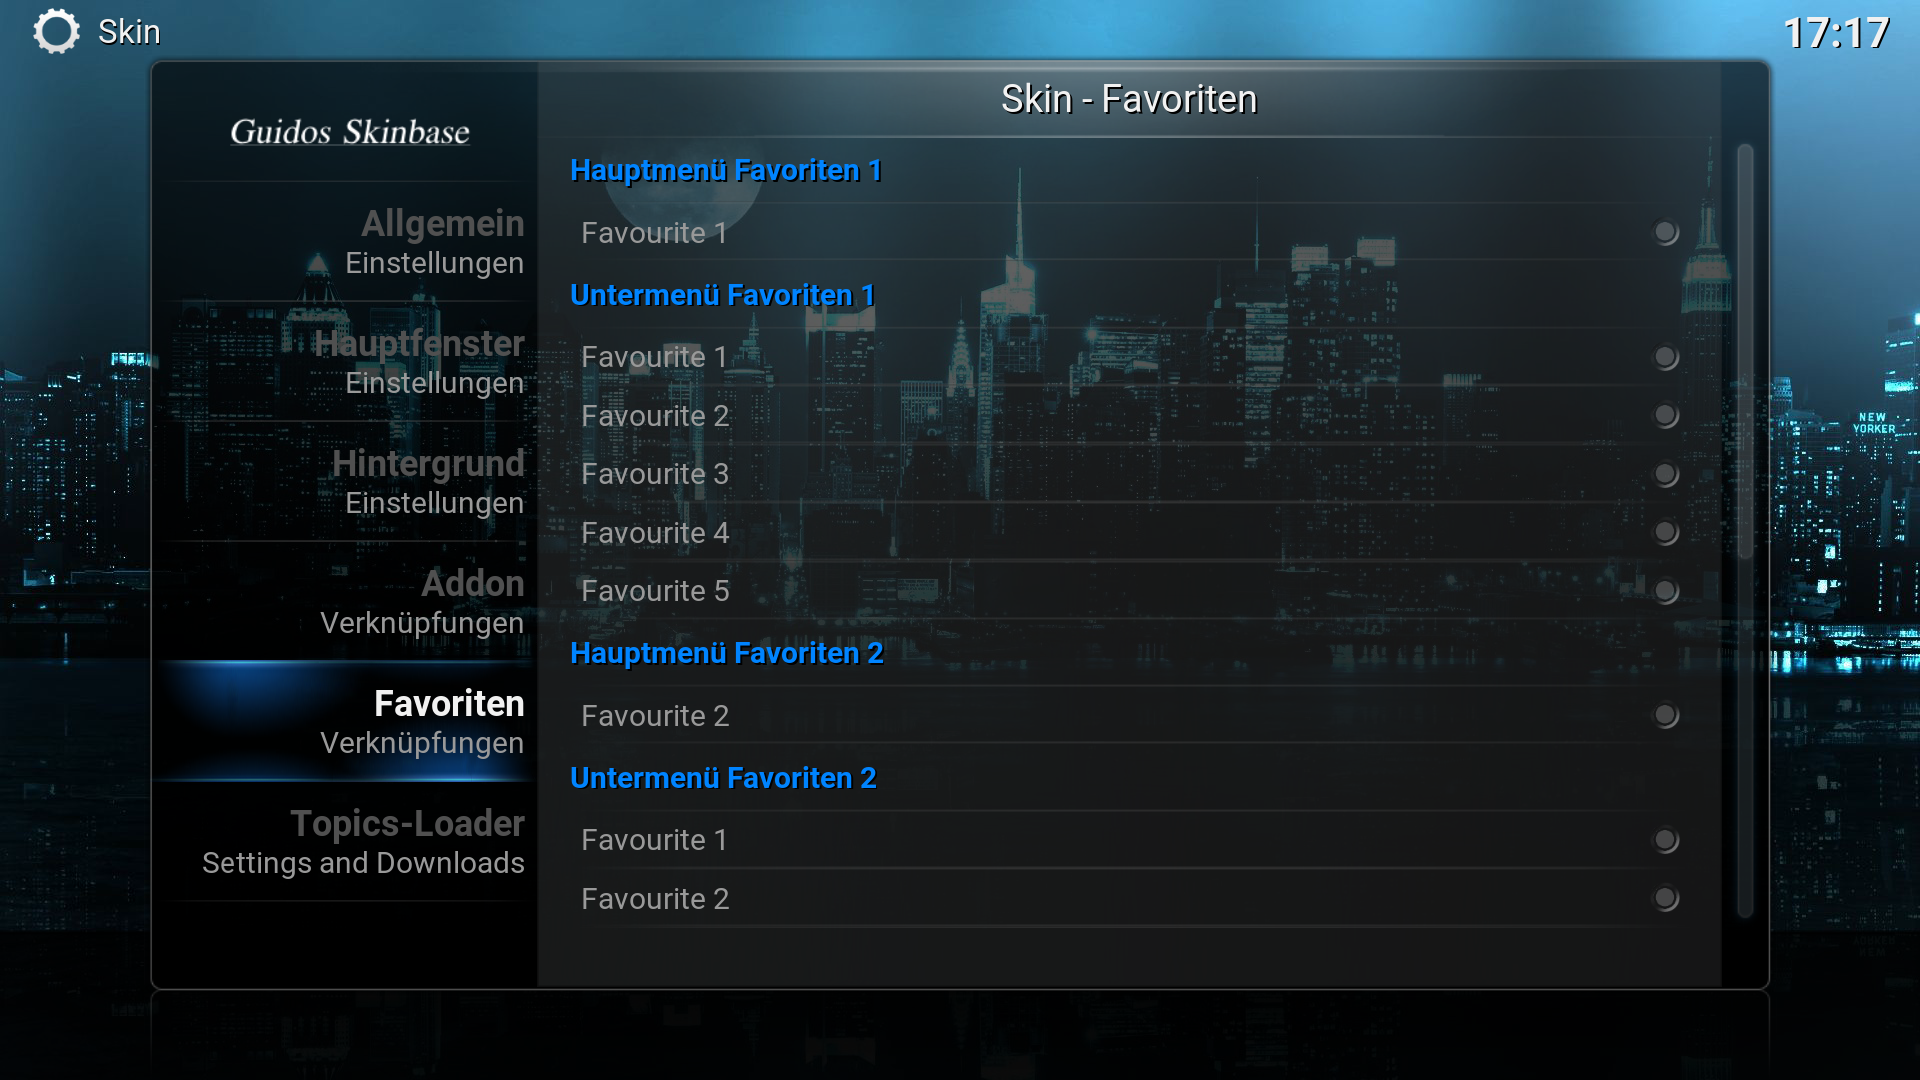 Skin
17:17
Guidos Skinbase
Allgemein
Einstellungen
Hauptfenster
Einstellungen
Hintergrund
Einstellungen
Addon
Verknüpfungen
Favoriten
Verknüpfungen
Topics-Loader
Settings and Downloads
Skin - Favoriten
Hauptmenü Favoriten 1
Favourite 1
Untermenü Favoriten 1
Favourite 1
Favourite 2
Favourite 3
Favourite 4
Favourite 5
Hauptmenü Favoriten 2
Favourite 2
Untermenü Favoriten 2
Favourite 1
Favourite 2
NEW
YORKER